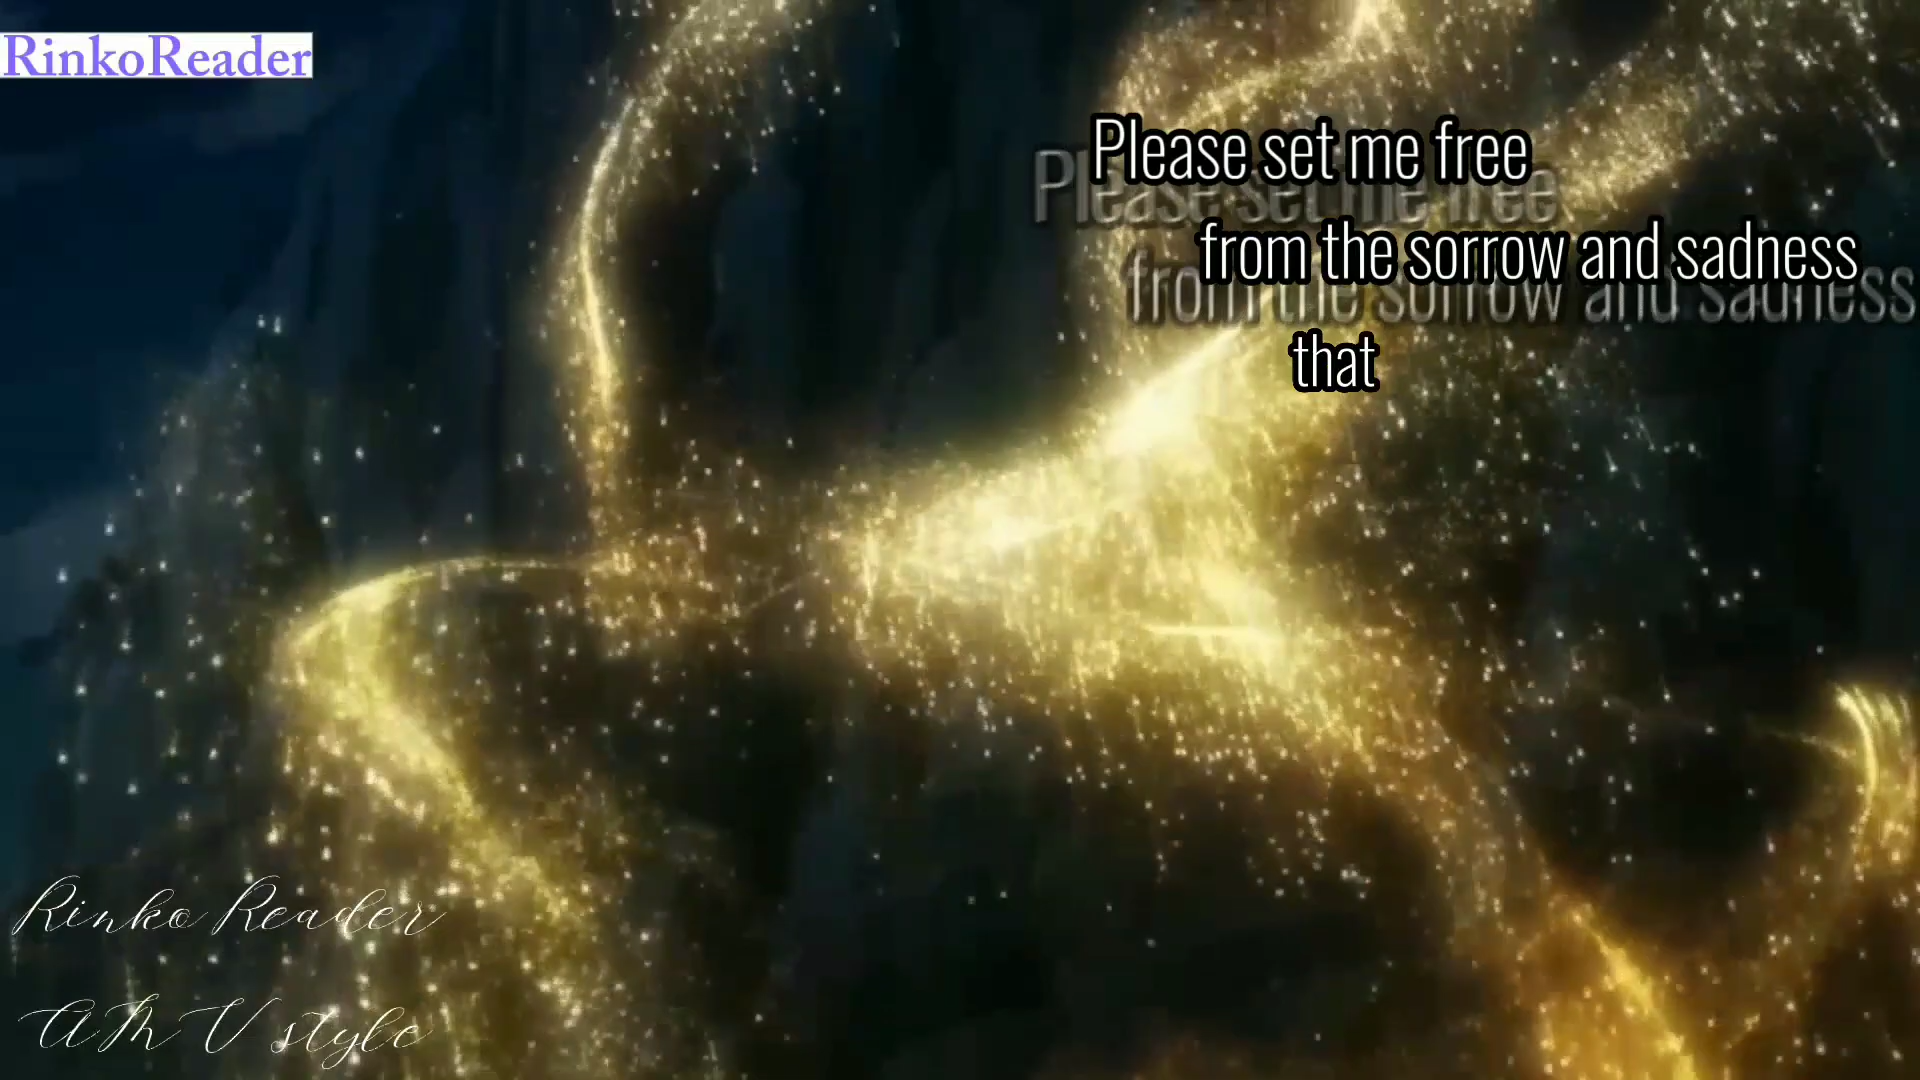 RinkoReader
Please set me free
Please set me free
from the sorrow and sadness
from the sorrow and sadness
that
Rinko Reader
AMV style